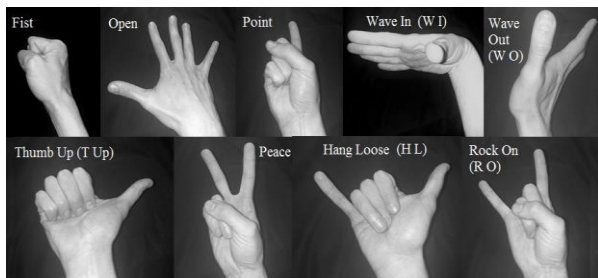 Fist
Open
Point
Wave In (W I)
Wave
Out
(W O)
Thumb Up (T Up)
Peace
Hang Loose (H L)
Rock On
(R O)